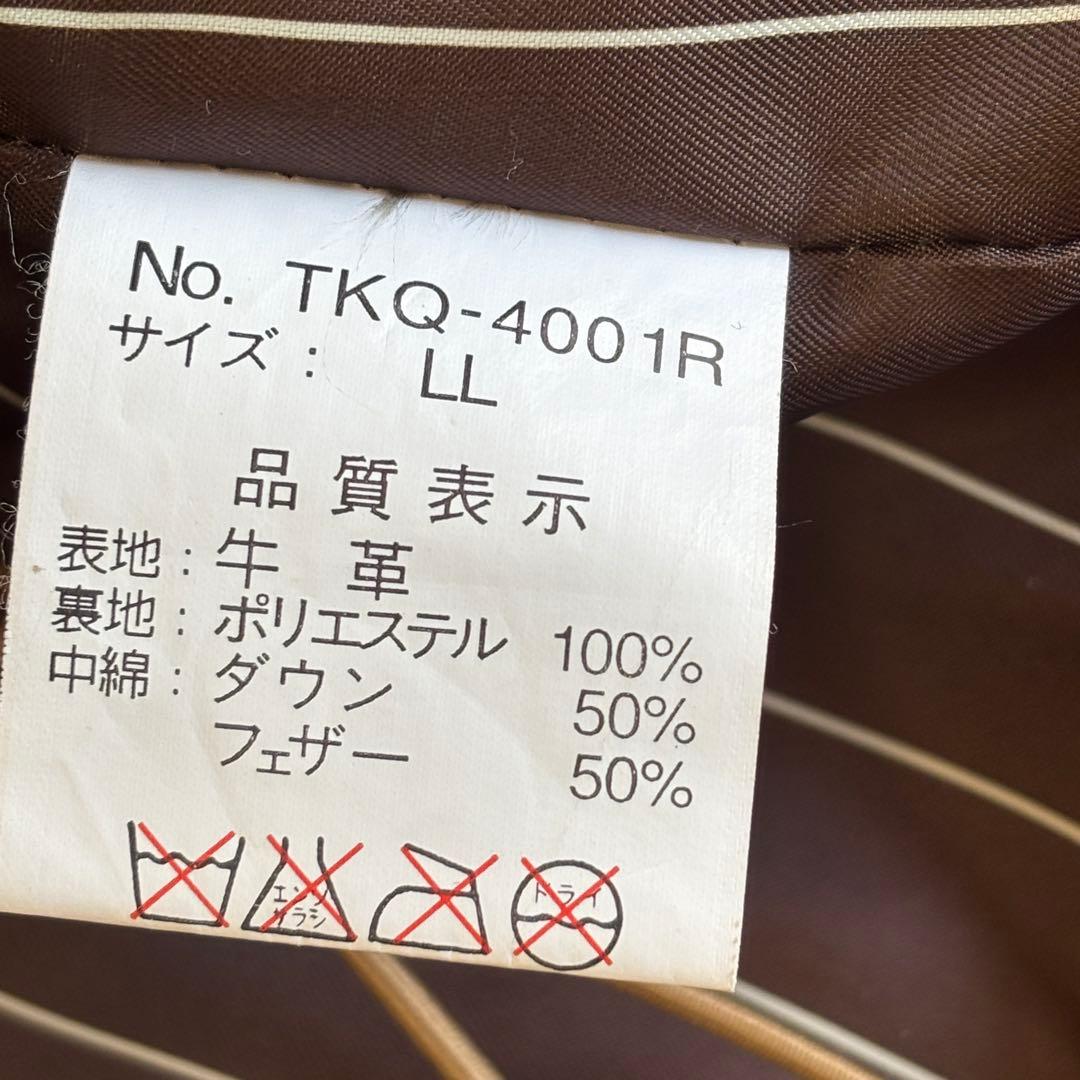 No. TKQ-4001R
サイズ： LL
品質表示
表地：牛 革
裏地：ポリエステル 100%
中綿：ダウン 50%
フェザー 50%
エンソ サラシ ドライ